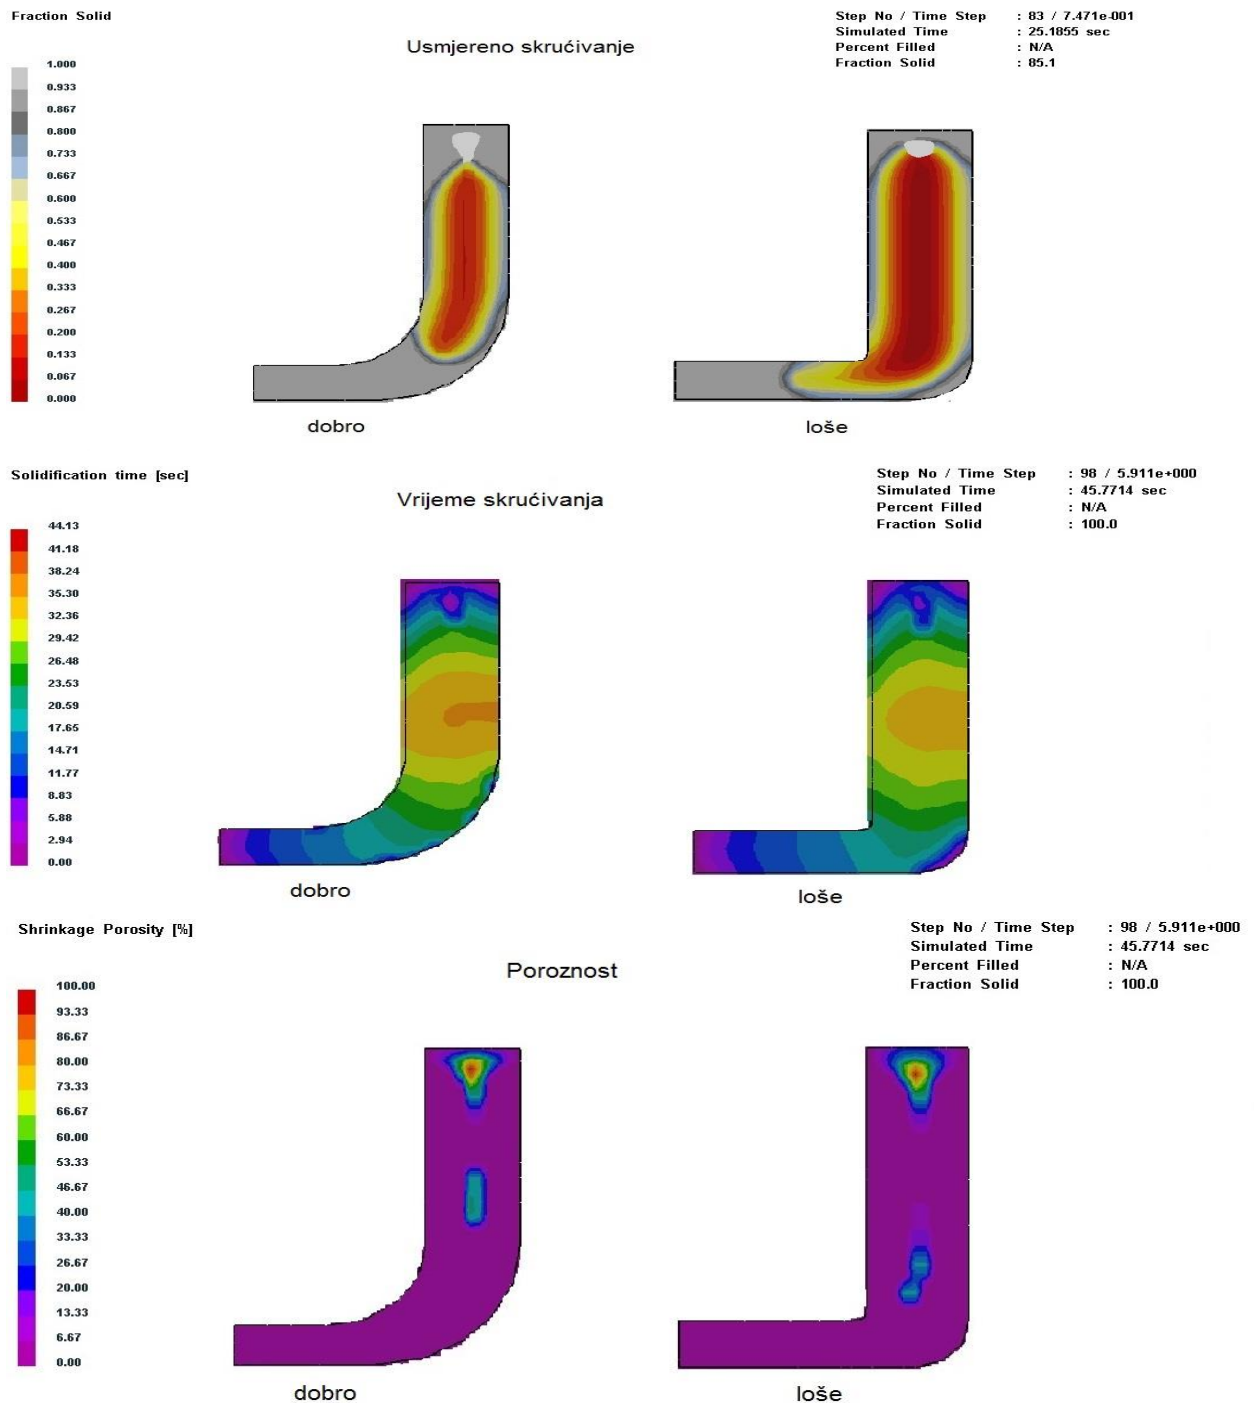 Fraction Solid
Step No / Time Step : 83 / 7.471e-001
Simulated Time : 25.1855 sec
Percent Filled : N/A
Fraction Solid : 85.1
Usmjereno skrućivanje
1.000
0.933
0.867
0.800
0.733
0.667
0.600
0.533
0.467
0.400
0.333
0.267
0.200
0.133
0.067
0.000
dobro
loše
Solidification time [sec]
Step No / Time Step : 98 / 5.911e+000
Simulated Time : 45.7714 sec
Percent Filled : N/A
Fraction Solid : 100.0
Vrijeme skrućivanja
44.13
41.18
38.24
35.30
32.36
29.42
26.48
23.53
20.59
17.65
14.71
11.77
8.83
5.88
2.94
0.00
dobro
loše
Shrinkage Porosity [%]
Step No / Time Step : 98 / 5.911e+000
Simulated Time : 45.7714 sec
Percent Filled : N/A
Fraction Solid : 100.0
Poroznost
100.00
93.33
86.67
80.00
73.33
66.67
60.00
53.33
46.67
40.00
33.33
26.67
20.00
13.33
6.67
0.00
dobro
loše